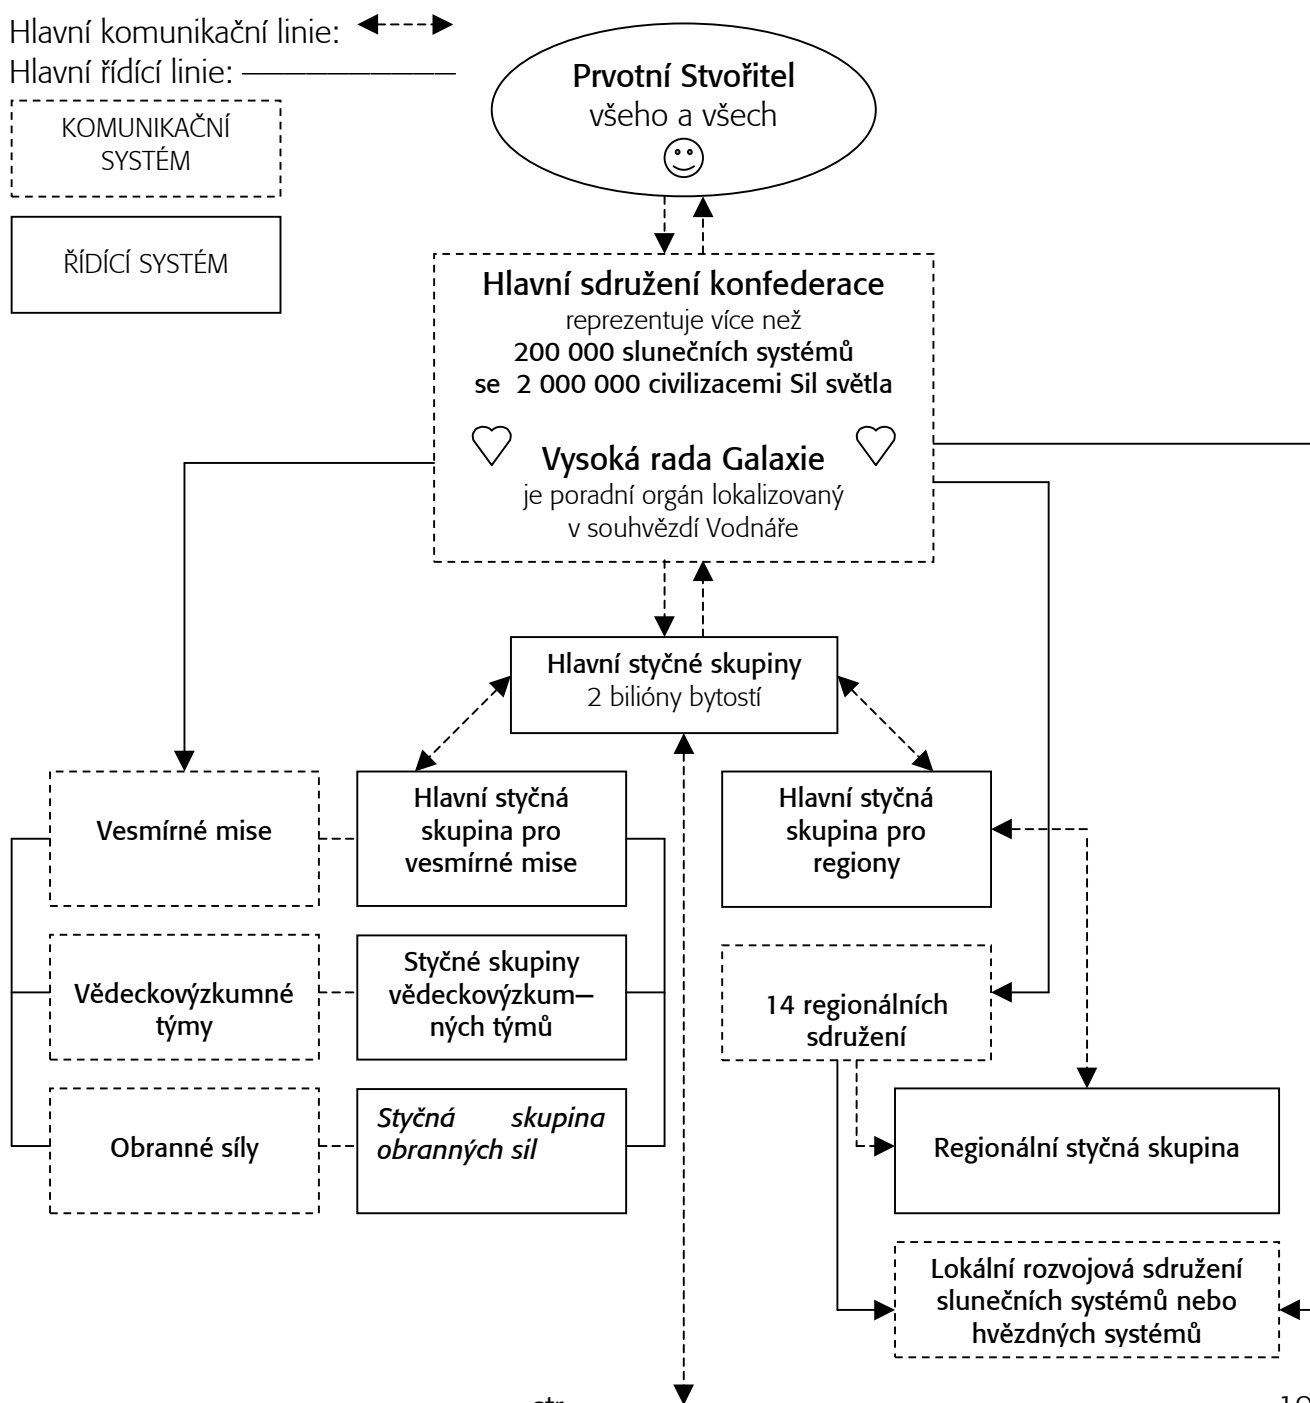 Hlavní komunikační linie:
Hlavní řídící linie:
KOMUNIKAČNÍ
SYSTÉM
ŘÍDÍCÍ SYSTÉM
Prvotní Stvořitel
všeho a všech
Hlavní sdružení konfederace
reprezentuje více než
200 000 slunečních systémů
se 2 000 000 civilizacemi Sil světla
Vysoká rada Galaxie
je poradní orgán lokalizovaný
v souhvězdí Vodnáře
Hlavní styčné skupiny
2 bilióny bytostí
Vesmírné mise
Hlavní styčná
skupina pro
vesmírné mise
Hlavní styčná
skupina pro
regiony
Vědeckovýzkumné
týmy
Styčné skupiny
vědeckovýzkum–
ných týmů
14 regionálních
sdružení
Obranné síly
Styčná skupina
obranných sil
Regionální styčná skupina
Lokální rozvojová sdružení
slunečních systémů nebo
hvězdných systémů